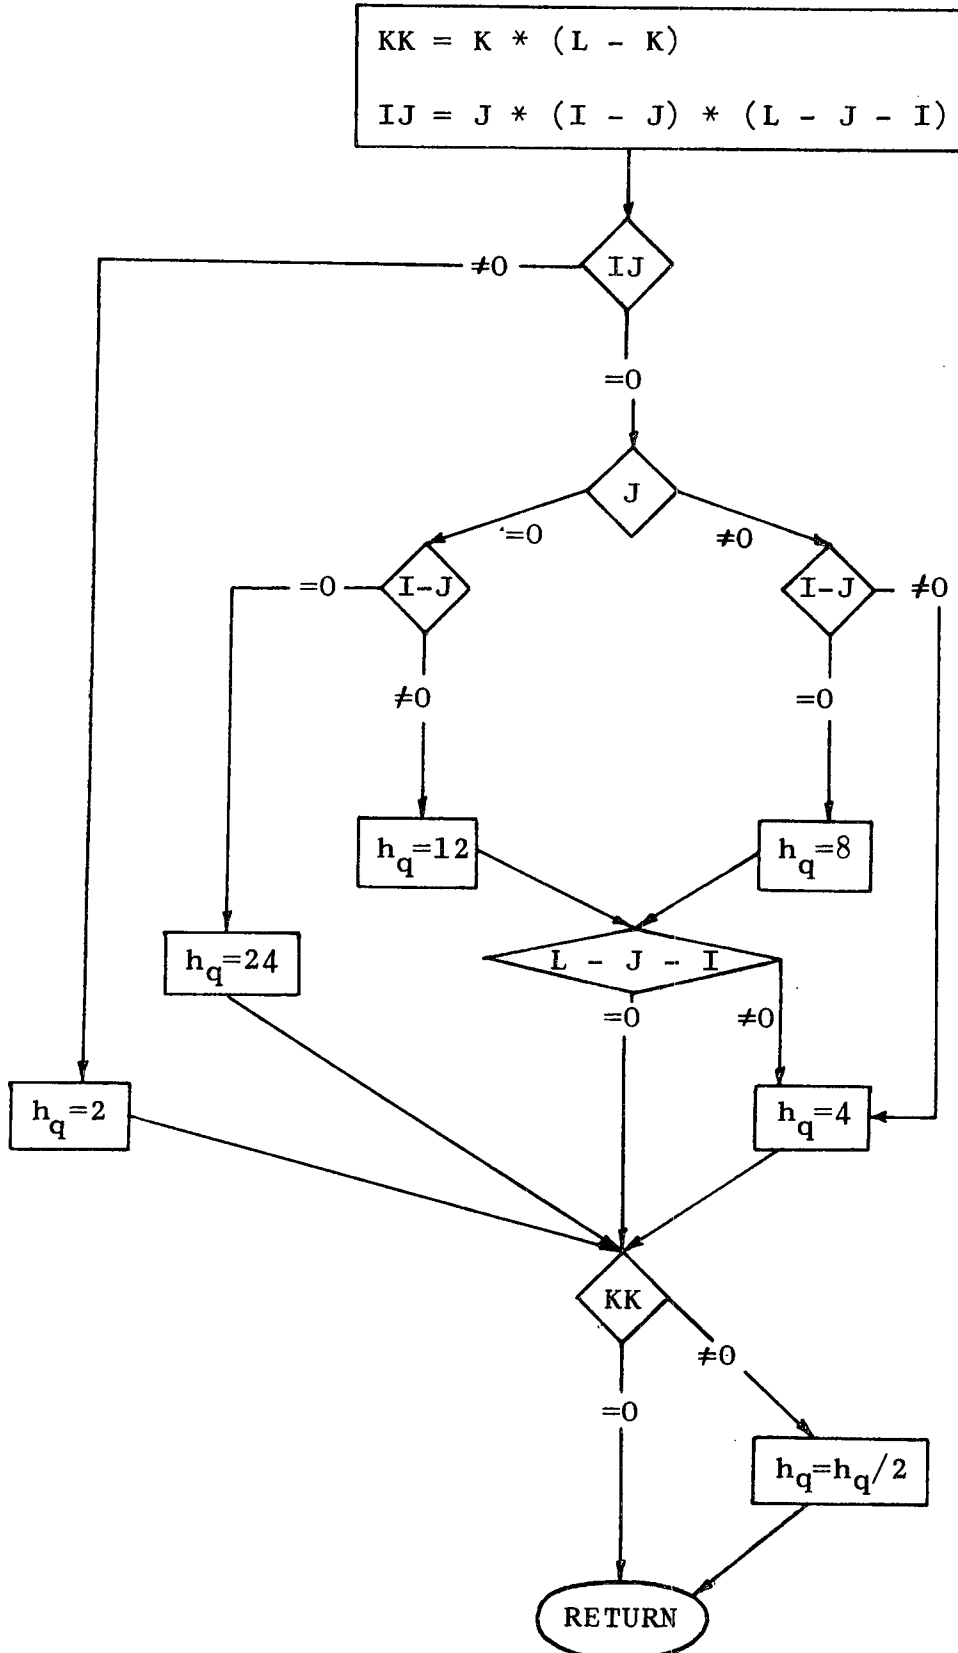 KK = K * (L - K)
IJ = J * (I - J) * (L - J - I)
≠0
IJ
=0
J
=0
≠0
=0
I-J
I-J
≠0
≠0
=0
h_q=12
h_q=8
h_q=24
L - J - I
=0
≠0
h_q=2
h_q=4
KK
≠0
=0
h_q=h_q/2
RETURN